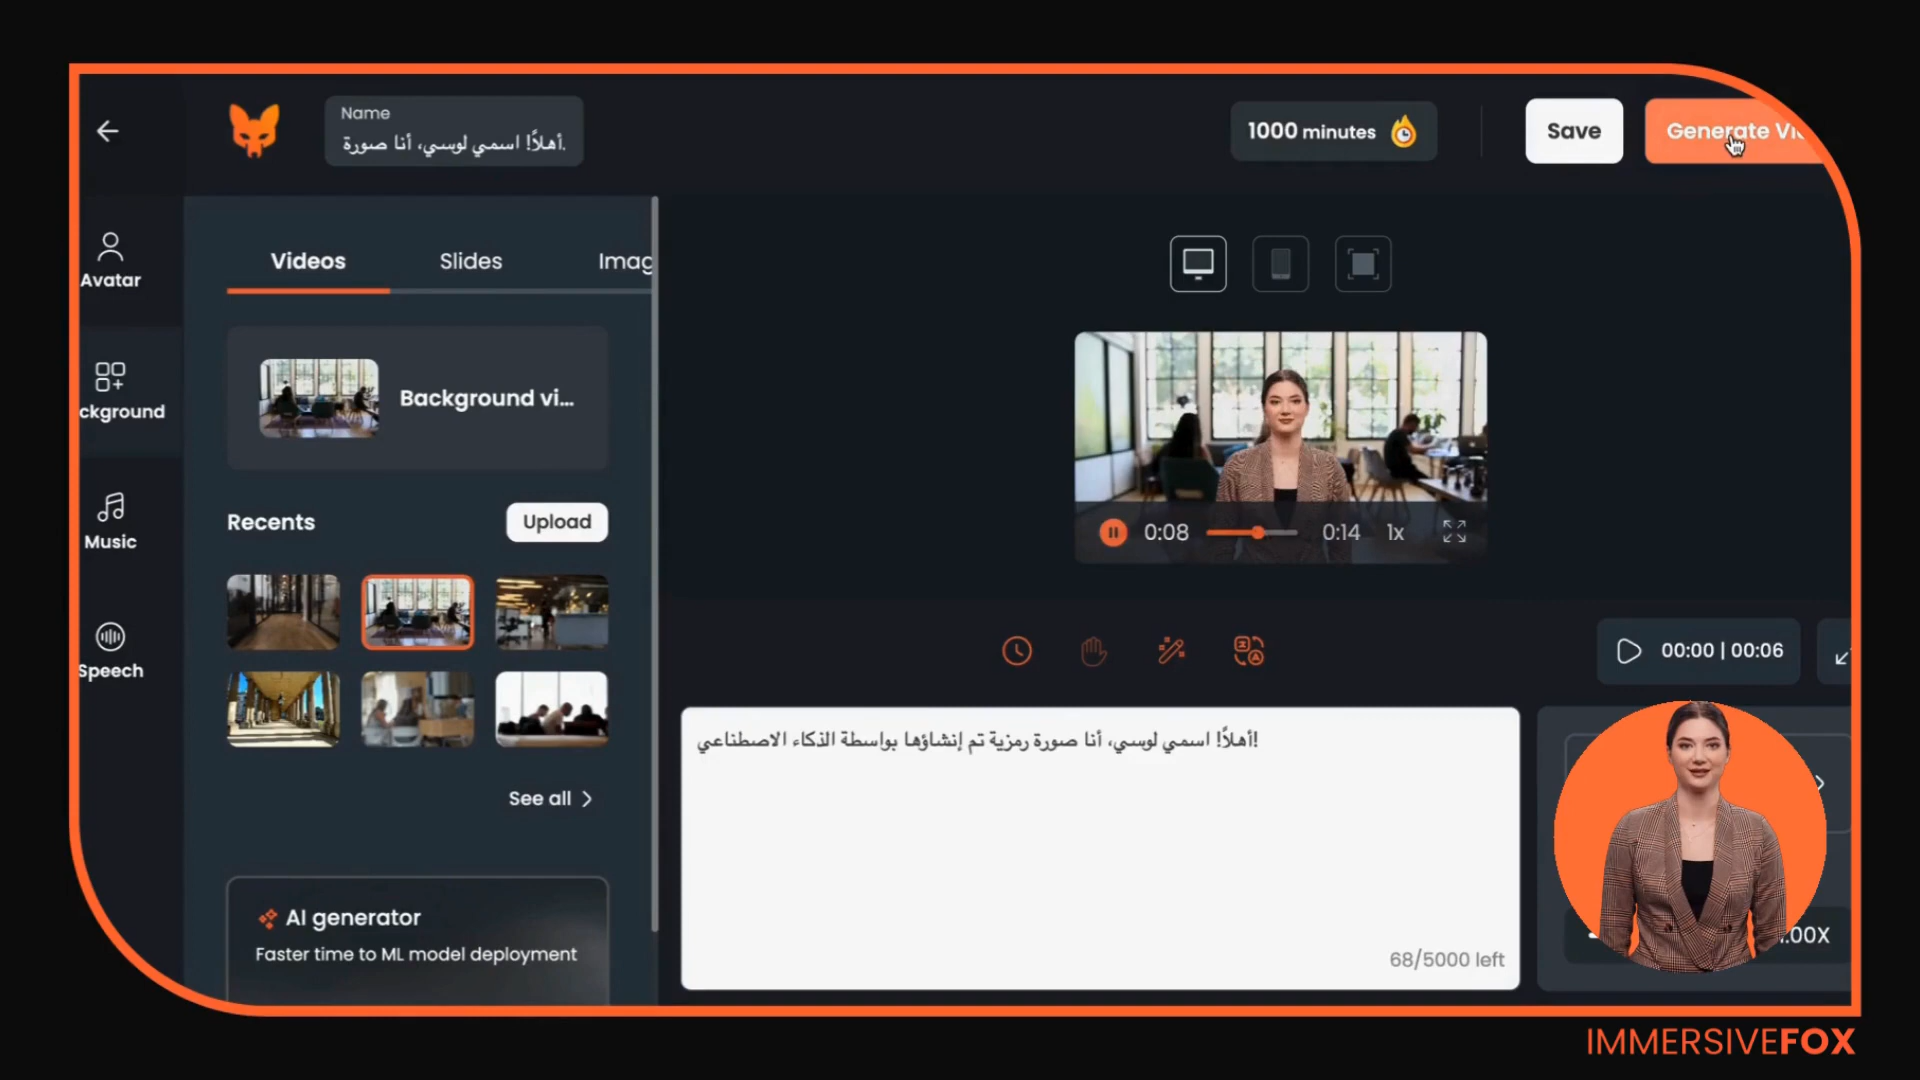 Name
أهلاً! اسمي لوسي، أنا صورة.
1000 minutes
Save
Generate Vi
Avatar
ckground
Music
Speech
Videos
Slides
Imag
Background vi...
Recents
Upload
See all
AI generator
Faster time to ML model deployment
0:08
0:14
1x
00:00 | 00:06
أهلاً! اسمي لوسي، أنا صورة رمزية تم إنشاؤها بواسطة الذكاء الاصطناعي!
68/5000 left
.00X
IMMERSIVEFOX